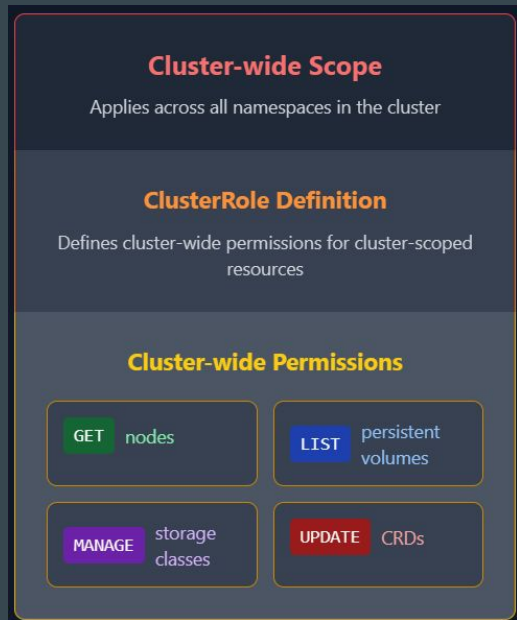 Cluster-wide Scope
Applies across all namespaces in the cluster
ClusterRole Definition
Defines cluster-wide permissions for cluster-scoped
resources
Cluster-wide Permissions
GET nodes
LIST persistent
volumes
MANAGE storage
classes
UPDATE CRDs